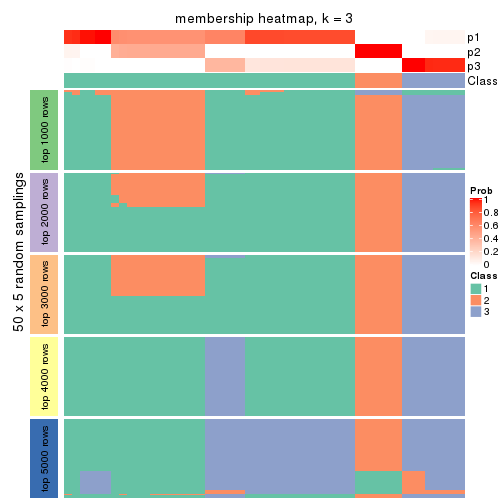 membership heatmap, k = 3
p1
p2
p3
Class
50 x 5 random samplings
top 1000 rows
top 2000 rows
top 3000 rows
top 4000 rows
top 5000 rows
Prob
1
0.8
0.6
0.4
0.2
0
Class
1
2
3